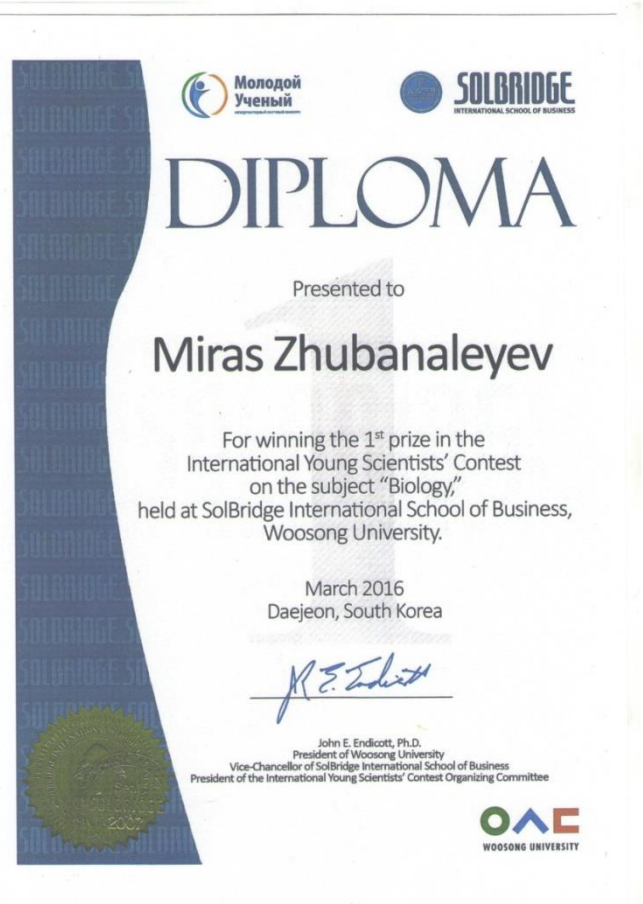 Молодой
Ученый
SOLBRIDGE
INTERNATIONAL SCHOOL OF BUSINESS
DIPLOMA
Presented to
Miras Zhubanaleyev
For winning the 1st prize in the
International Young Scientists' Contest
on the subject “Biology,”
held at SolBridge International School of Business,
Woosong University.
March 2016
Daejeon, South Korea
John E. Endicott, Ph.D.
President of Woosong University
Vice-Chancellor of SolBridge International School of Business
President of the International Young Scientists' Contest Organizing Committee
2007
WOOSONG UNIVERSITY